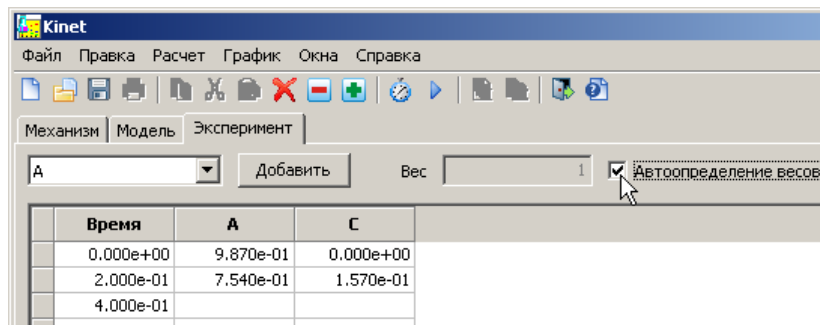 Kinet
Файл Правка Расчет График Окна Справка
Механизм Модель Эксперимент
A Добавить Вес 1 Автоопределение весов
Время A C
0.000e+00 9.870e-01 0.000e+00
2.000e-01 7.540e-01 1.570e-01
4.000e-01